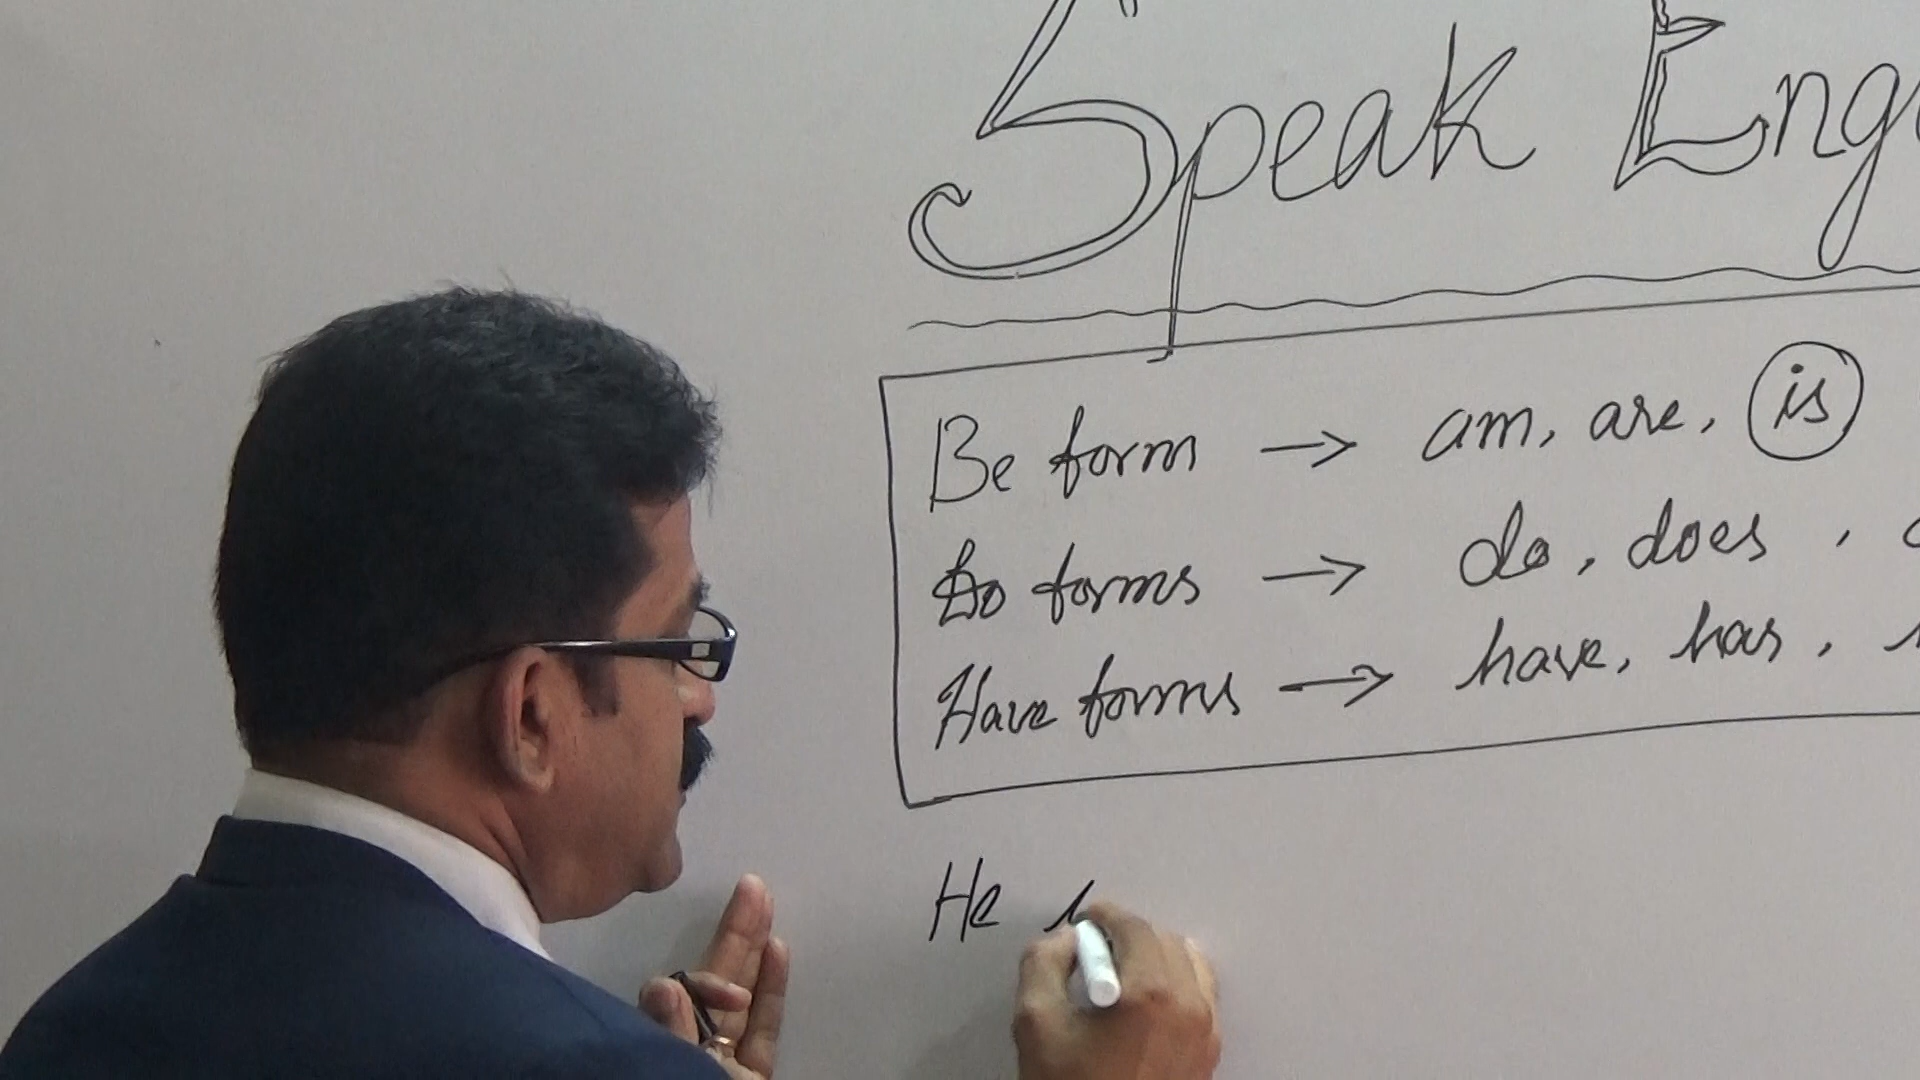 Speak Eng
Be form → am, are, is
Do forms → do, does,
Have forms → have, has,
He